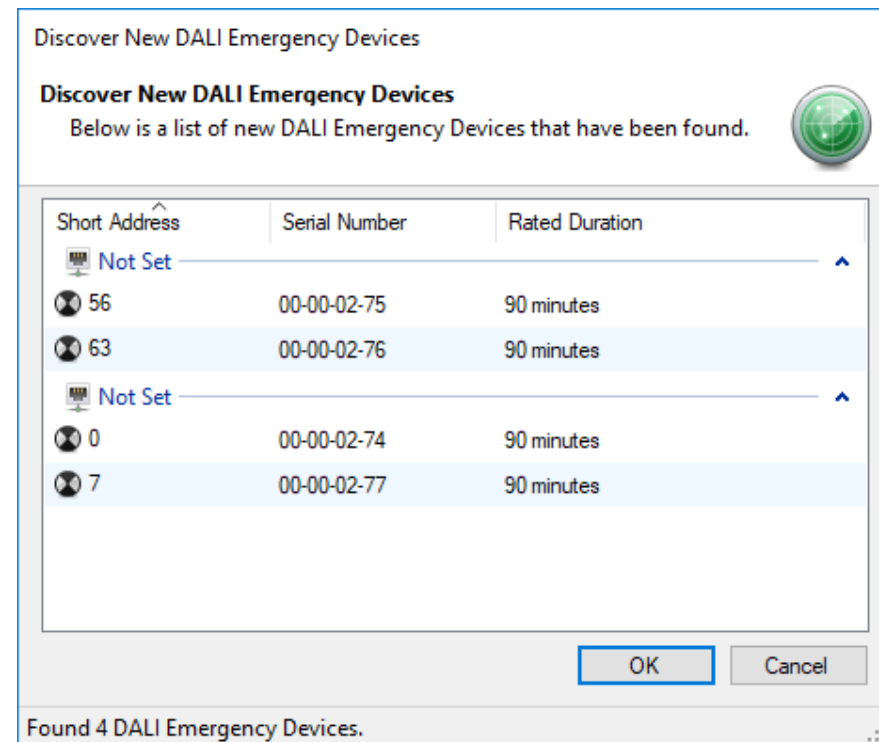 Discover New DALI Emergency Devices
Discover New DALI Emergency Devices
Below is a list of new DALI Emergency Devices that have been found.
Short Address Serial Number Rated Duration
Not Set
56 00-00-02-75 90 minutes
63 00-00-02-76 90 minutes
Not Set
0 00-00-02-74 90 minutes
7 00-00-02-77 90 minutes
OK Cancel
Found 4 DALI Emergency Devices.